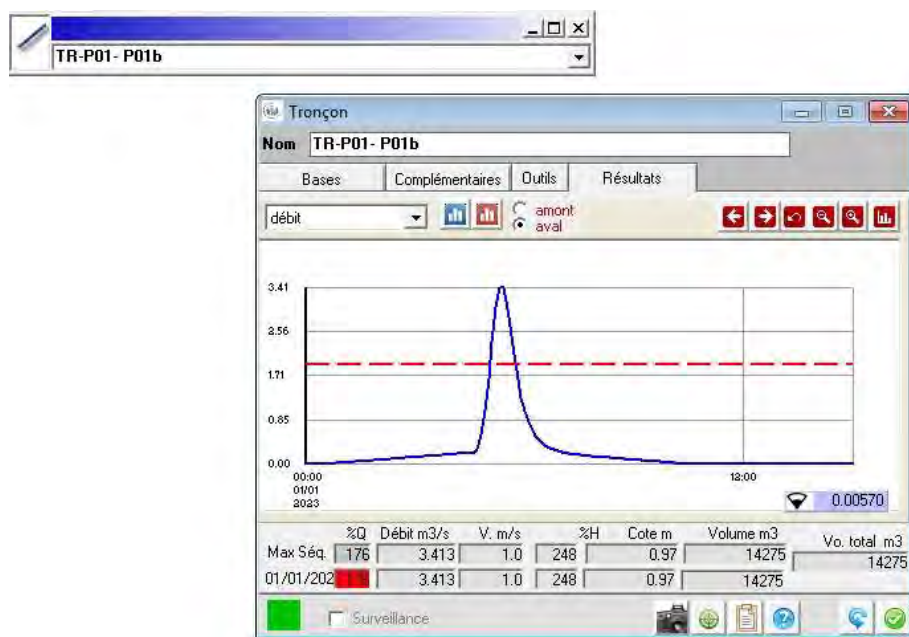 TR-P01- P01b
Tronçon
Nom TR-P01- P01b
Bases Complémentaires Outils Résultats
débit amont
aval
3.41
2.56
1.71
0.85
0.00
00:00 12:00
01/01
2023
0.00570
%Q Débit m3/s V. m/s %H Cote m Volume m3 Vo. total m3
Max Séq. 176 3.413 1.0 248 0.97 14275 14275
01/01/202 3.413 1.0 248 0.97 14275
Surveillance